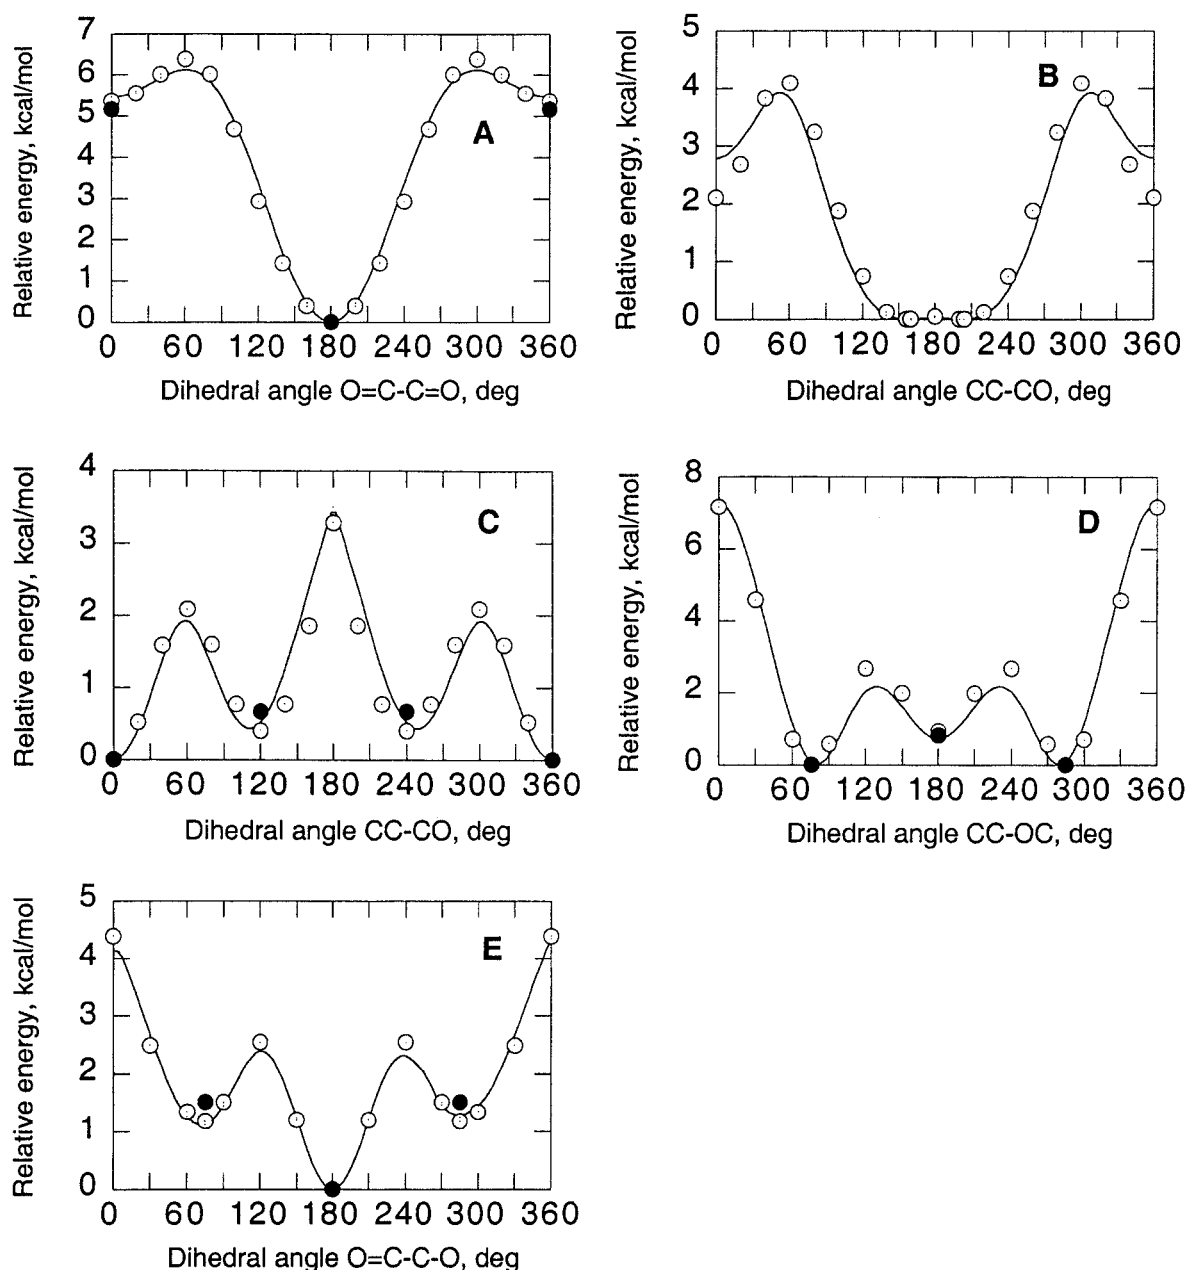 7
6
5
4
3
2
1
0
Relative energy, kcal/mol
A
0 60 120 180 240 300 360
Dihedral angle O=C-C=O, deg
5
4
3
2
1
0
Relative energy, kcal/mol
B
0 60 120 180 240 300 360
Dihedral angle CC-CO, deg
4
3
2
1
0
Relative energy, kcal/mol
C
0 60 120 180 240 300 360
Dihedral angle CC-CO, deg
8
6
4
2
0
Relative energy, kcal/mol
D
0 60 120 180 240 300 360
Dihedral angle CC-OC, deg
5
4
3
2
1
0
Relative energy, kcal/mol
E
0 60 120 180 240 300 360
Dihedral angle O=C-C-O, deg